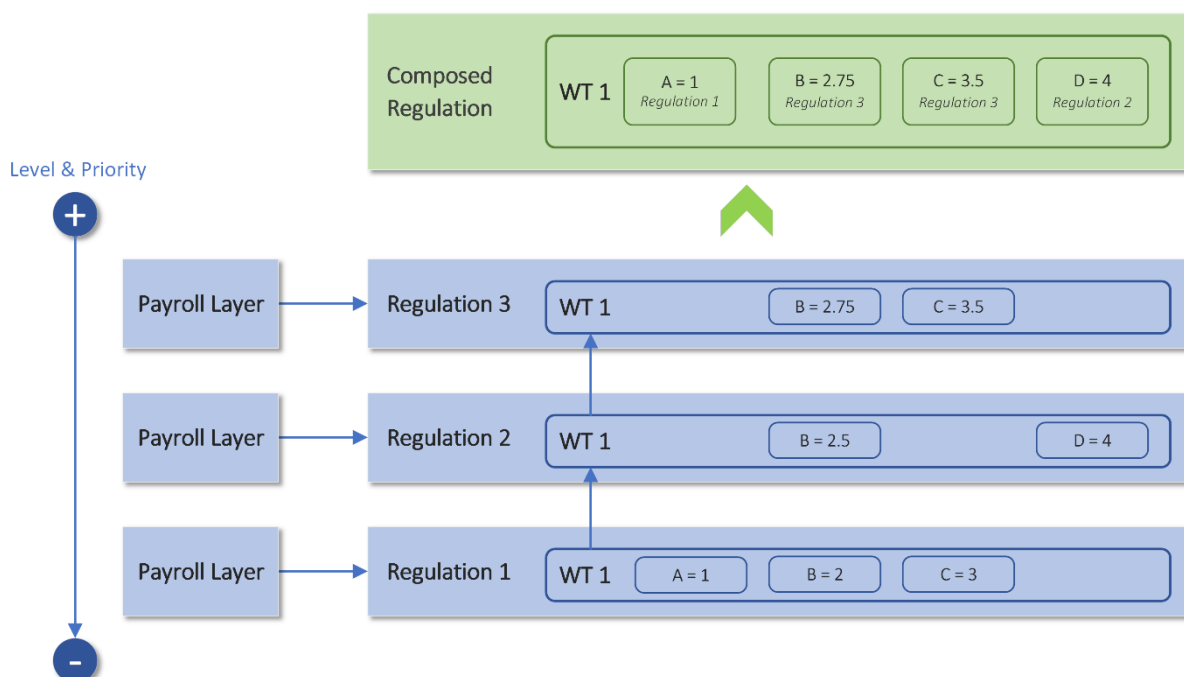 Composed
Regulation
WT 1
A = 1
Regulation 1
B = 2.75
Regulation 3
C = 3.5
Regulation 3
D = 4
Regulation 2
Level & Priority
+
Payroll Layer
Regulation 3
WT 1
B = 2.75
C = 3.5
Payroll Layer
Regulation 2
WT 1
B = 2.5
D = 4
Payroll Layer
Regulation 1
WT 1
A = 1
B = 2
C = 3
-